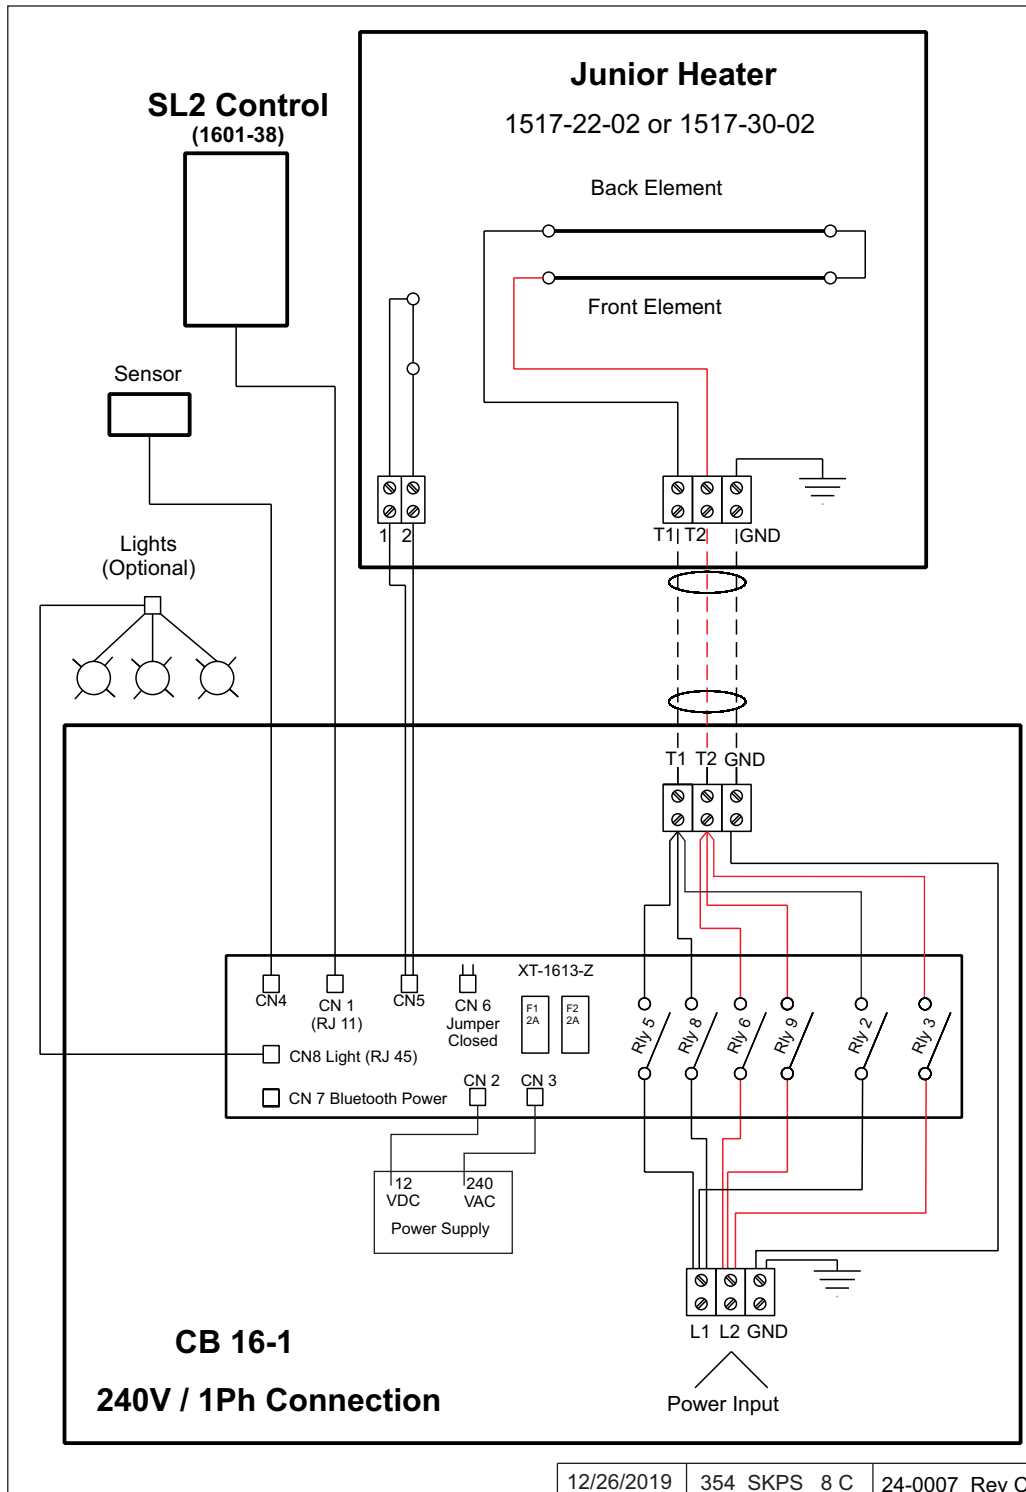 Junior Heater
1517-22-02 or 1517-30-02
SL2 Control
(1601-38)
Back Element
Front Element
Sensor
1 2
T1 T2 GND
Lights
(Optional)
T1 T2 GND
XT-1613-Z
CN4
CN 1
(RJ 11)
CN5
CN 6
Jumper
Closed
F1
2A
F2
2A
Rly 5
Rly 8
Rly 6
Rly 9
Rly 2
Rly 3
CN8 Light (RJ 45)
CN 7 Bluetooth Power
CN 2
CN 3
12
VDC
240
VAC
Power Supply
L1 L2 GND
Power Input
CB 16-1
240V / 1Ph Connection
12/26/2019 354 SKPS 8 C 24-0007 Rev C